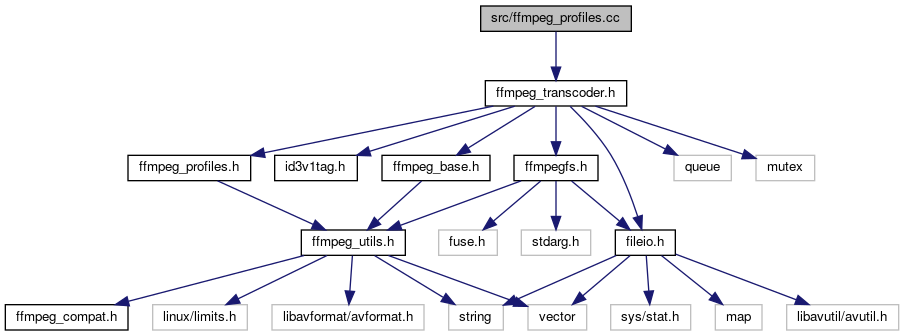 src/ffmpeg_profiles.cc
ffmpeg_transcoder.h
ffmpeg_profiles.h
id3v1tag.h
ffmpeg_base.h
ffmpegfs.h
queue
mutex
ffmpeg_utils.h
fuse.h
stdarg.h
fileio.h
ffmpeg_compat.h
linux/limits.h
libavformat/avformat.h
string
vector
sys/stat.h
map
libavutil/avutil.h